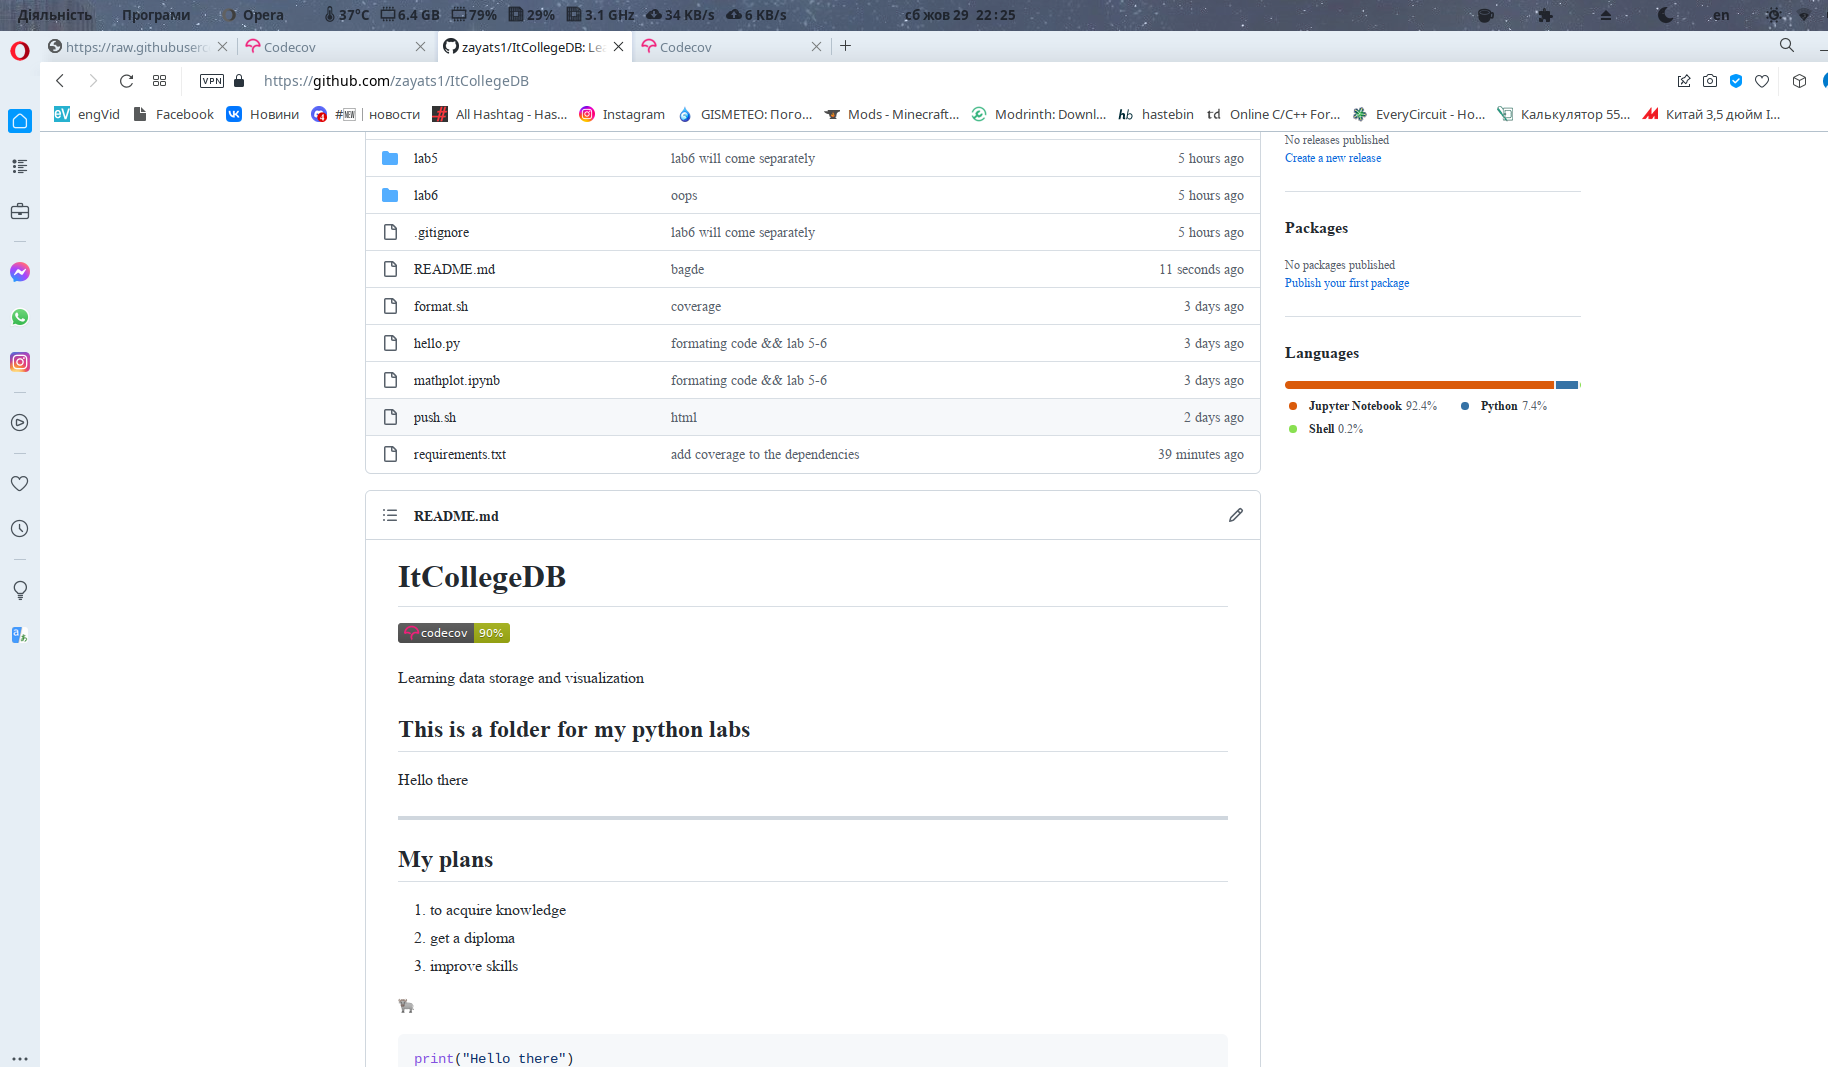 Діяльність Програми Opera 37°C 6.4 GB 79% 29% 3.1 GHz 34 KB/s 6 KB/s сб жов 29 22:25 en
https://raw.githubuserc Codecov zayats1/ItCollegeDB: Le Codecov
VPN https://github.com/zayats1/ItCollegeDB
eV engVid Facebook Новини #NEW | новости All Hashtag - Has... Instagram GISMETEO: Пого... Mods - Minecraft... Modrinth: Downl... hb hastebin td Online C/C++ For... EveryCircuit - Ho... Калькулятор 55... Китай 3,5 дюйм I...
lab5 lab6 will come separately 5 hours ago
lab6 oops 5 hours ago
.gitignore lab6 will come separately 5 hours ago
README.md bagde 11 seconds ago
format.sh coverage 3 days ago
hello.py formating code && lab 5-6 3 days ago
mathplot.ipynb formating code && lab 5-6 3 days ago
push.sh html 2 days ago
requirements.txt add coverage to the dependencies 39 minutes ago
No releases published
Create a new release
Packages
No packages published
Publish your first package
Languages
Jupyter Notebook 92.4% Python 7.4%
Shell 0.2%
README.md
ItCollegeDB
codecov 90%
Learning data storage and visualization
This is a folder for my python labs
Hello there
My plans
1. to acquire knowledge
2. get a diploma
3. improve skills
print("Hello there")